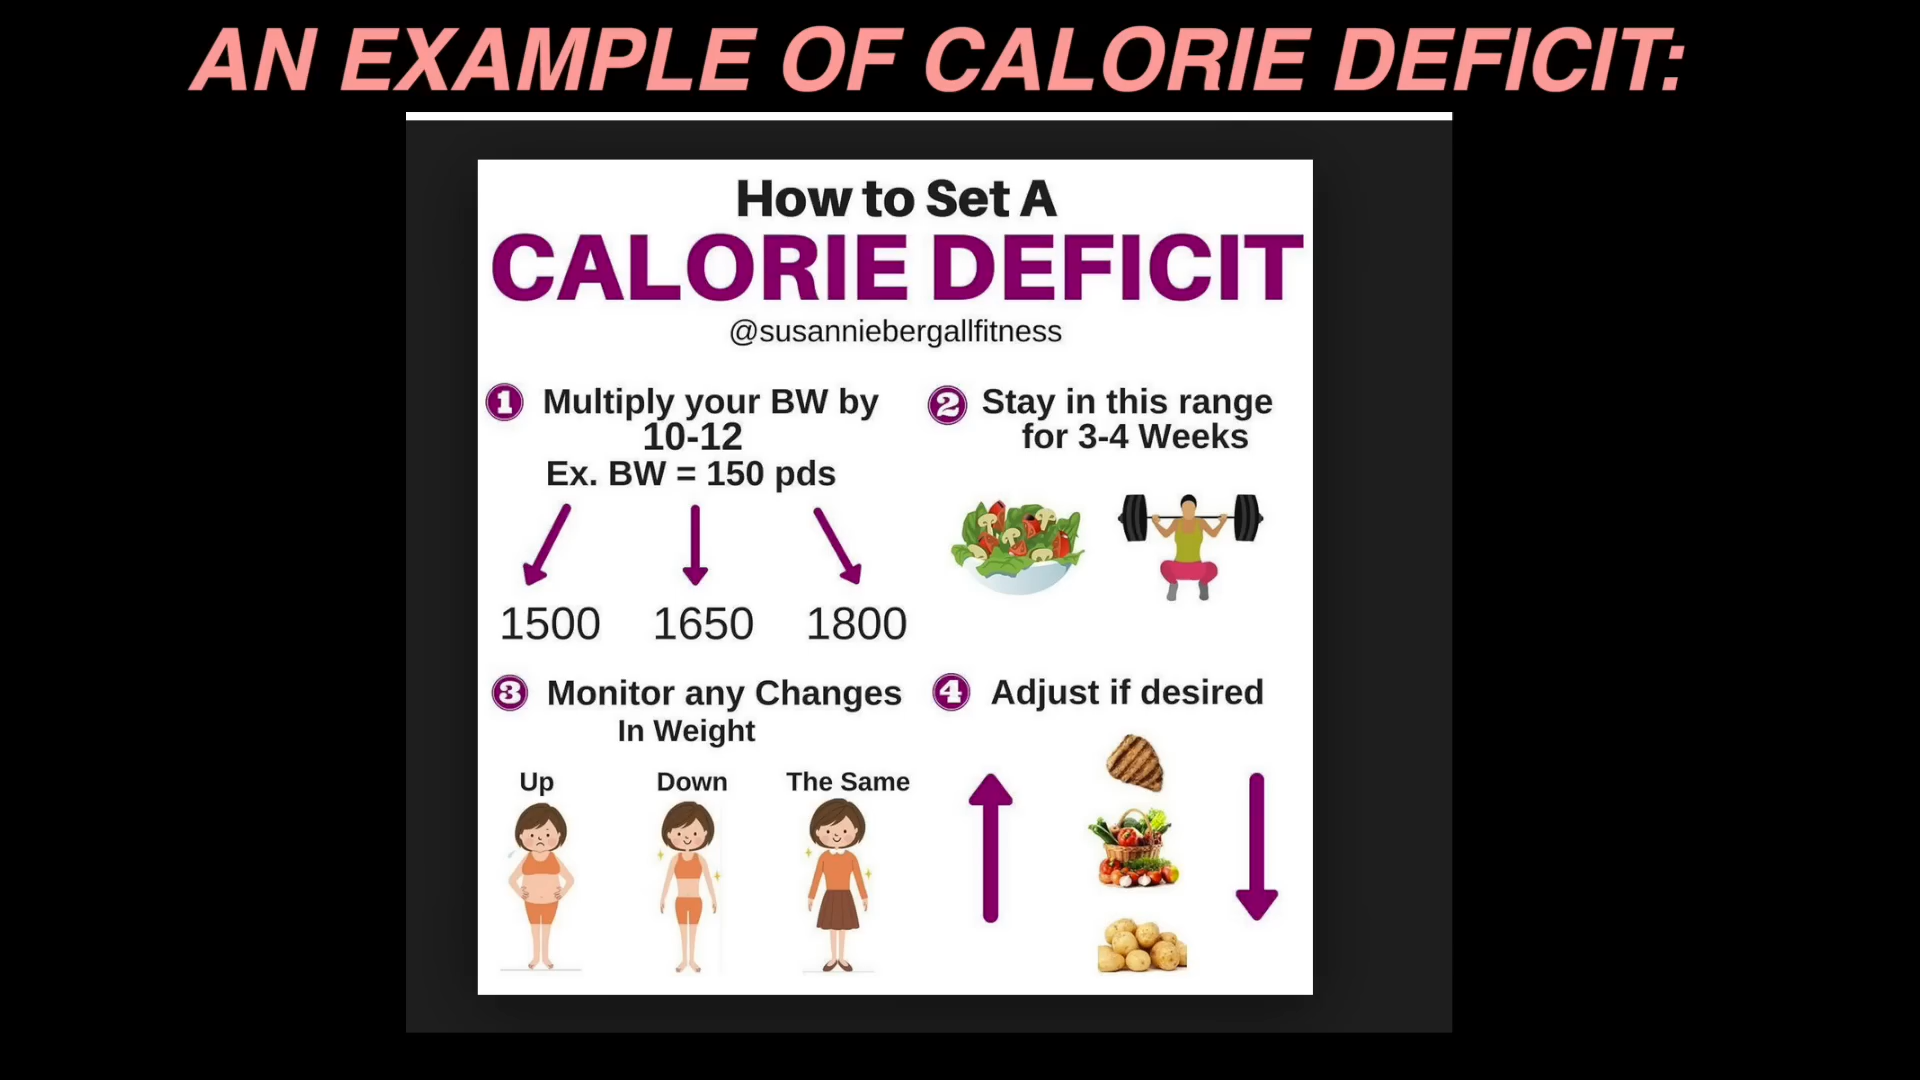 AN EXAMPLE OF CALORIE DEFICIT:
How to Set A
CALORIE DEFICIT
@susanniebergallfitness
1 Multiply your BW by
10-12
Ex. BW = 150 pds
1500 1650 1800
2 Stay in this range
for 3-4 Weeks
3 Monitor any Changes
In Weight
Up Down The Same
4 Adjust if desired